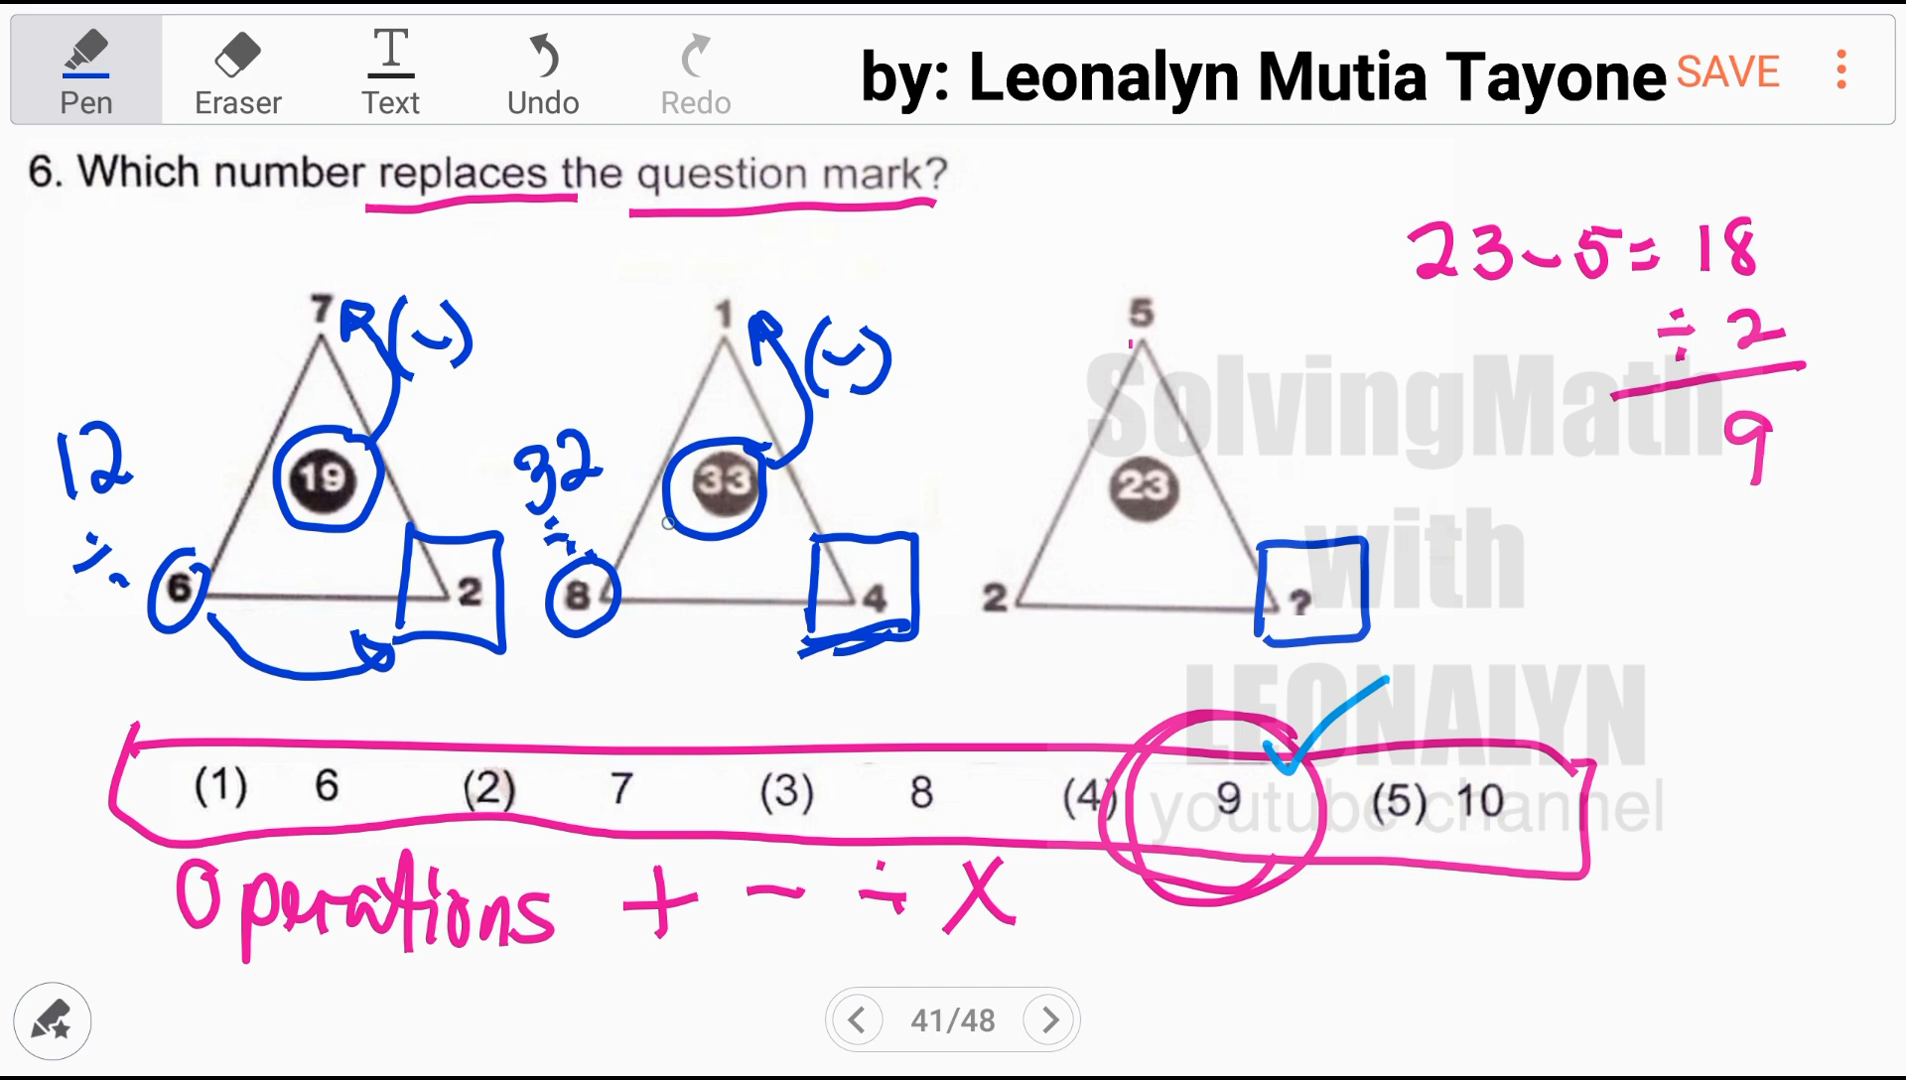 Pen Eraser Text Undo Redo by: Leonalyn Mutia Tayone SAVE
6. Which number replaces the question mark?
23-5=18
÷ 2
9
7 (-) 1 (-) 5
SolvingMath
12 19 32 33 23
with
÷ 6 2 ÷ 8 4 2 ?
LEONALYN
(1) 6 (2) 7 (3) 8 (4) 9 (5) 10
youtube channel
Operations + - ÷ X
41/48